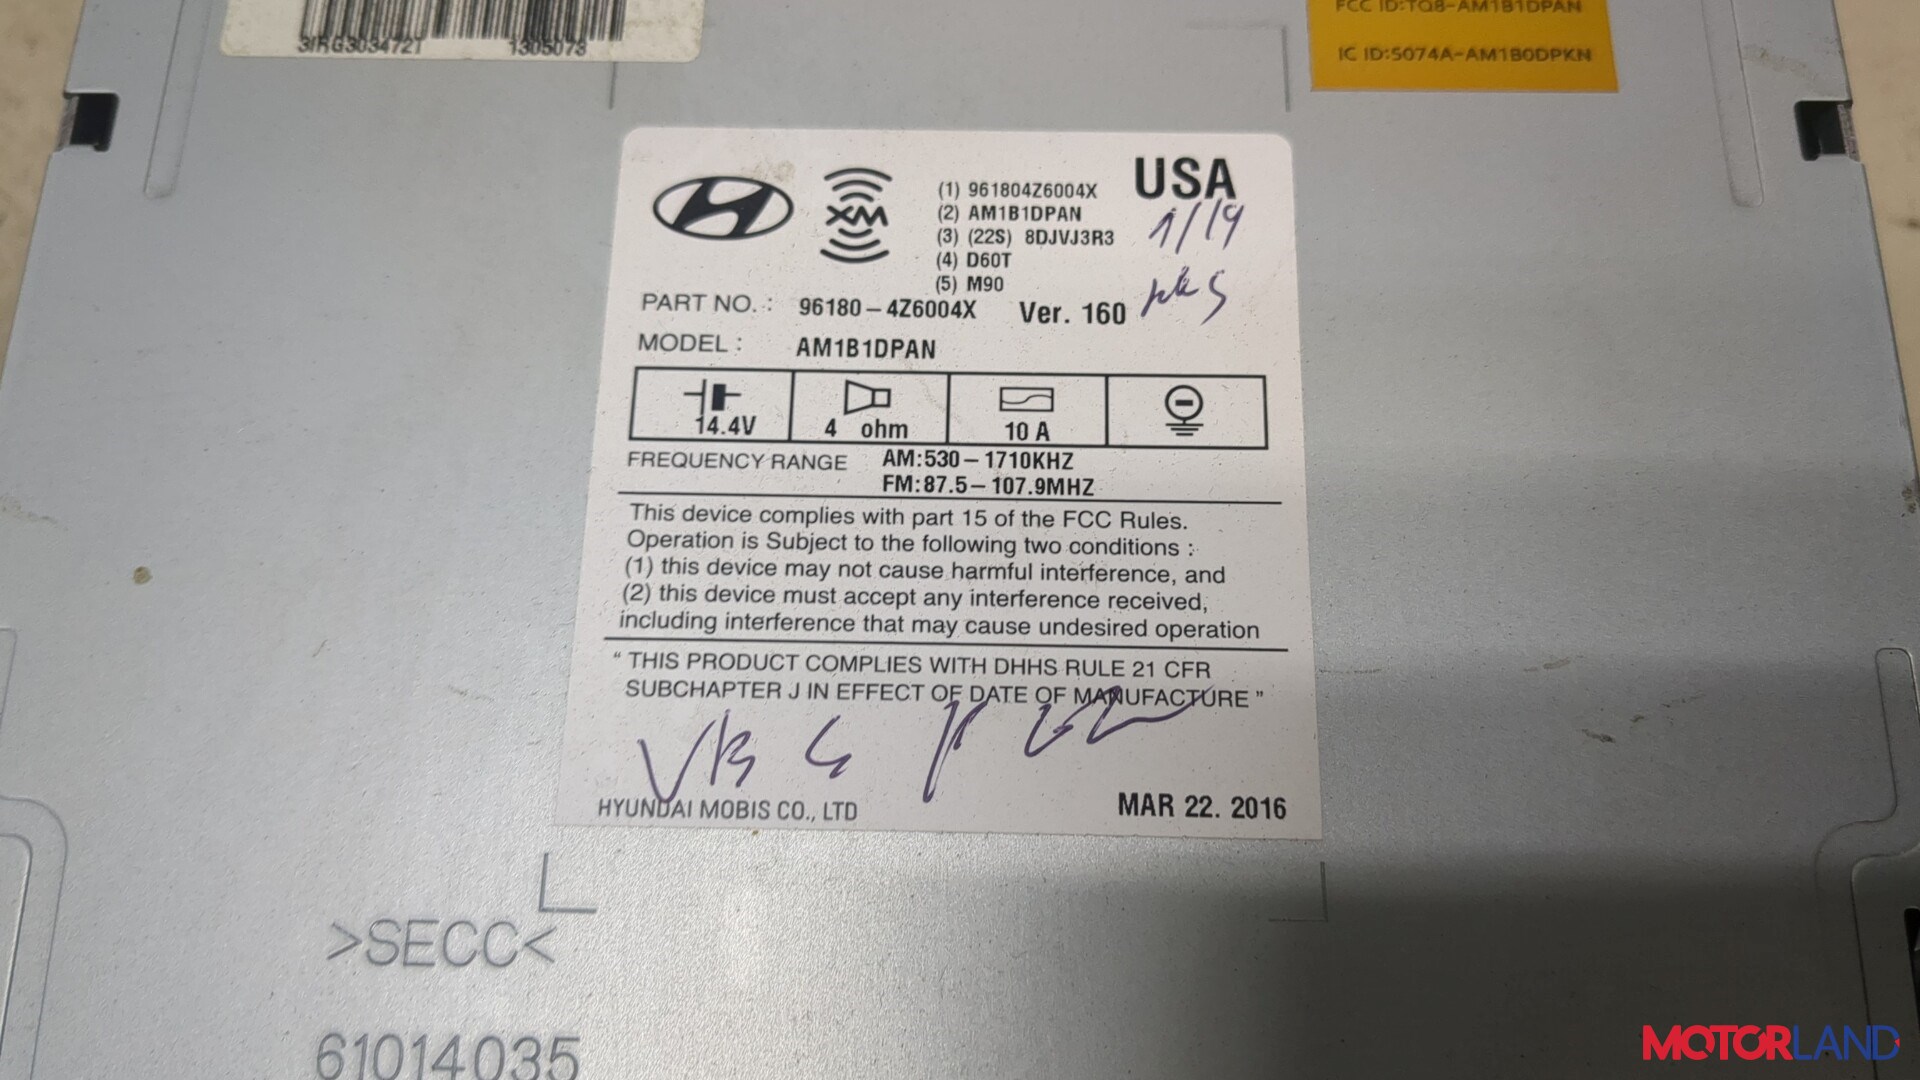 3IRG303472T 1305073
FCC ID:TQ8-AM1B1DPAN
IC ID:5074A-AM1B0DPKN
XM
(1) 961804Z6004X
(2) AM1B1DPAN
(3) (22S) 8DJVJ3R3
(4) D60T
(5) M90
USA
1/19
PART NO. : 96180-4Z6004X Ver. 160
MODEL : AM1B1DPAN
14.4V 4 ohm 10 A
FREQUENCY RANGE AM:530-1710KHZ
FM:87.5-107.9MHZ
This device complies with part 15 of the FCC Rules.
Operation is Subject to the following two conditions :
(1) this device may not cause harmful interference, and
(2) this device must accept any interference received,
including interference that may cause undesired operation
“ THIS PRODUCT COMPLIES WITH DHHS RULE 21 CFR
SUBCHAPTER J IN EFFECT OF DATE OF MANUFACTURE ”
HYUNDAI MOBIS CO., LTD MAR 22. 2016
>SECC<
61014035
MOTORLAND